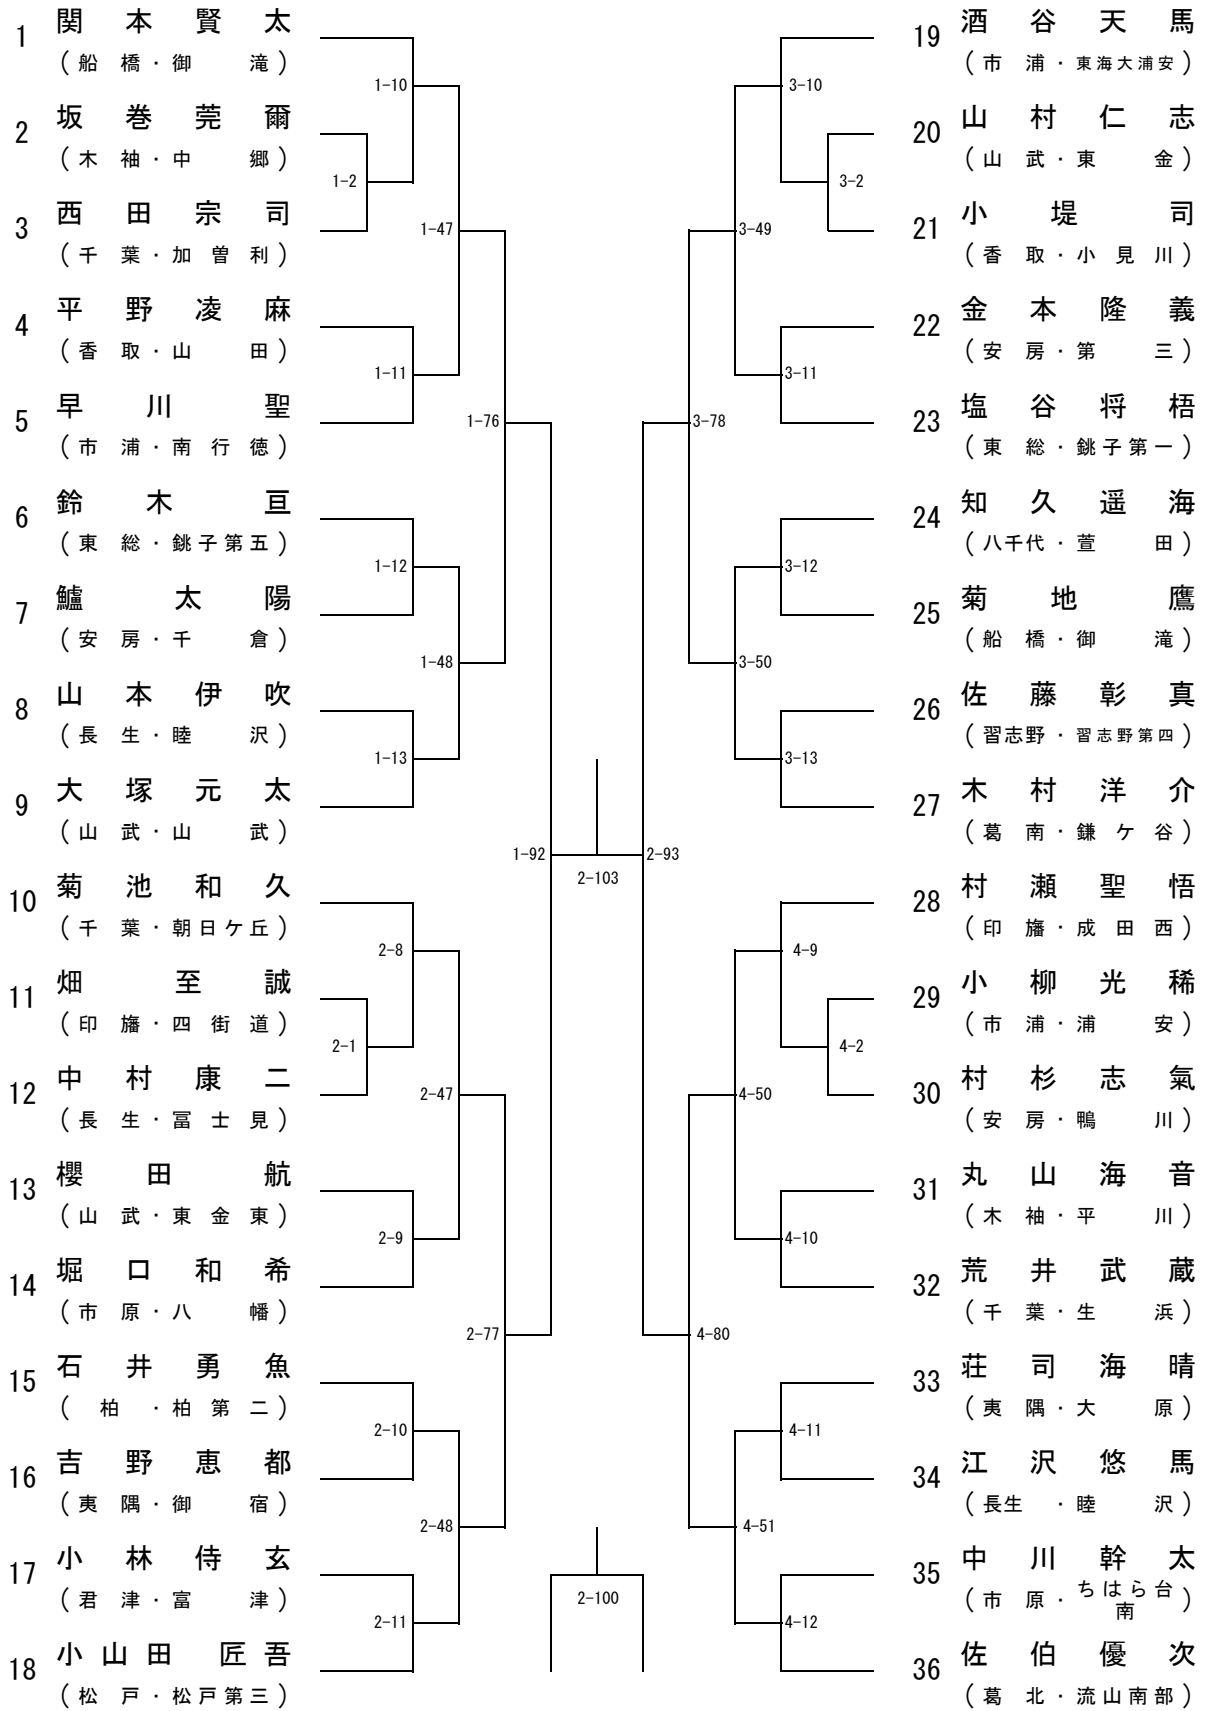 1 関本賢太
(船橋・御滝)
2 坂巻莞爾
(木袖・中郷)
3 西田宗司
(千葉・加曽利)
4 平野凌麻
(香取・山田)
5 早川聖
(市浦・南行徳)
6 鈴木亘
(東総・銚子第五)
7 鱸太陽
(安房・千倉)
8 山本伊吹
(長生・睦沢)
9 大塚元太
(山武・山武)
10 菊池和久
(千葉・朝日ケ丘)
11 畑至誠
(印旛・四街道)
12 中村康二
(長生・冨士見)
13 櫻田航
(山武・東金東)
14 堀口和希
(市原・八幡)
15 石井勇魚
(柏・柏第二)
16 吉野恵都
(夷隅・御宿)
17 小林侍玄
(君津・富津)
18 小山田匠吾
(松戸・松戸第三)
1-10
1-2
1-47
1-11
1-76
1-12
1-48
1-13
1-92
2-8
2-1
2-47
2-9
2-77
2-10
2-48
2-11
2-103
2-100
2-93
3-10
3-2
3-49
3-11
3-78
3-12
3-50
3-13
4-9
4-2
4-50
4-10
4-80
4-11
4-51
4-12
19 酒谷天馬
(市浦・東海大浦安)
20 山村仁志
(山武・東金)
21 小堤司
(香取・小見川)
22 金本隆義
(安房・第三)
23 塩谷将梧
(東総・銚子第一)
24 知久遥海
(八千代・萱田)
25 菊地鷹
(船橋・御滝)
26 佐藤彰真
(習志野・習志野第四)
27 木村洋介
(葛南・鎌ケ谷)
28 村瀬聖悟
(印旛・成田西)
29 小柳光稀
(市浦・浦安)
30 村杉志氣
(安房・鴨川)
31 丸山海音
(木袖・平川)
32 荒井武蔵
(千葉・生浜)
33 荘司海晴
(夷隅・大原)
34 江沢悠馬
(長生・睦沢)
35 中川幹太
(市原・ちはら台南)
36 佐伯優次
(葛北・流山南部)